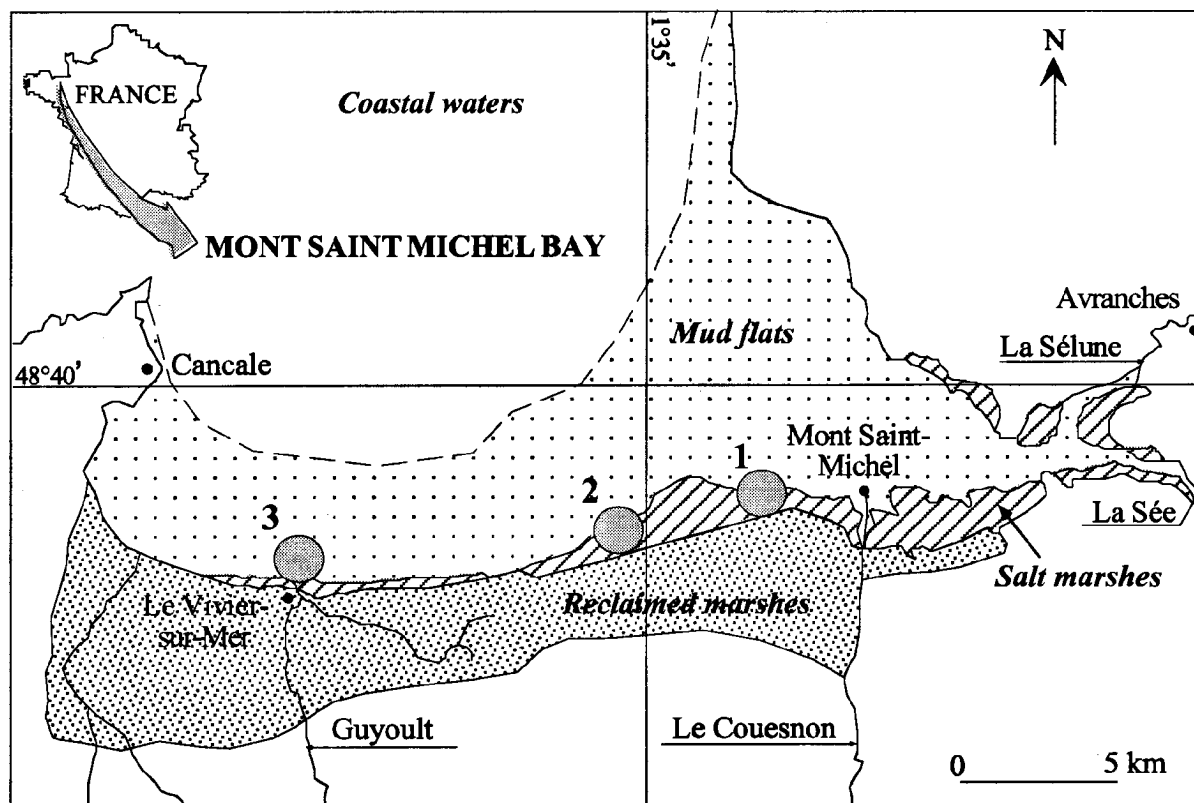 1°35'
N
FRANCE
Coastal waters
MONT SAINT MICHEL BAY
Avranches
Mud flats
La Sélune
Cancale
48°40'
Mont Saint-
Michel
1
2
3
La Sée
Salt marshes
Le Vivier-
sur-Mer
Reclaimed marshes
Guyoult
Le Couesnon
0 5 km